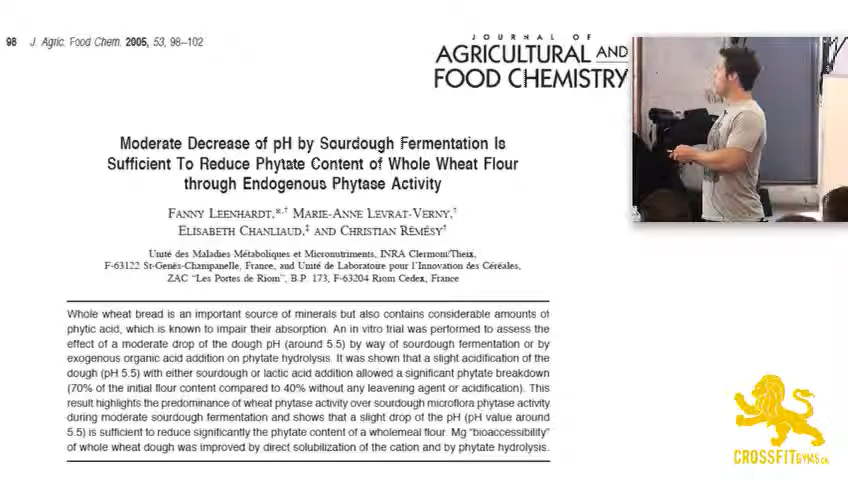 98 J. Agric. Food Chem. 2005, 53, 98–102
JOURNAL OF
AGRICULTURAL AND
FOOD CHEMISTRY
Moderate Decrease of pH by Sourdough Fermentation Is
Sufficient To Reduce Phytate Content of Whole Wheat Flour
through Endogenous Phytase Activity
FANNY LEENHARDT,*,† MARIE-ANNE LEVRAT-VERNY,†
ELISABETH CHANLIAUD,‡ AND CHRISTIAN RÉMÉSY†
Unité des Maladies Métaboliques et Micronutriments, INRA Clermont/Theix,
F-63122 St-Genès-Champanelle, France, and Unité de Laboratoire pour l'Innovation des Céréales,
ZAC “Les Portes de Riom”, B.P. 173, F-63204 Riom Cedex, France
Whole wheat bread is an important source of minerals but also contains considerable amounts of
phytic acid, which is known to impair their absorption. An in vitro trial was performed to assess the
effect of a moderate drop of the dough pH (around 5.5) by way of sourdough fermentation or by
exogenous organic acid addition on phytate hydrolysis. It was shown that a slight acidification of the
dough (pH 5.5) with either sourdough or lactic acid addition allowed a significant phytate breakdown
(70% of the initial flour content compared to 40% without any leavening agent or acidification). This
result highlights the predominance of wheat phytase activity over sourdough microflora phytase activity
during moderate sourdough fermentation and shows that a slight drop of the pH (pH value around
5.5) is sufficient to reduce significantly the phytate content of a wholemeal flour. Mg “bioaccessibility”
of whole wheat dough was improved by direct solubilization of the cation and by phytate hydrolysis.
CROSSFITGYMS.CA